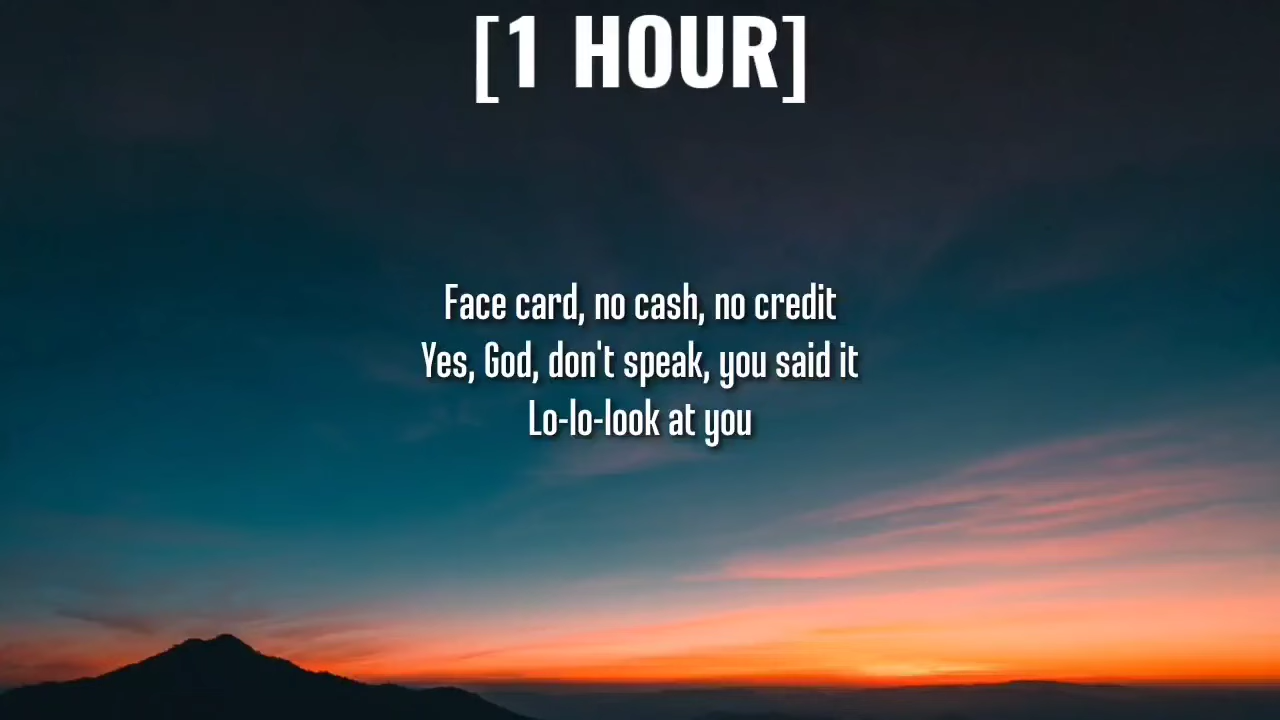 [1 HOUR]
Face card, no cash, no credit
Yes, God, don't speak, you said it
Lo-lo-look at you